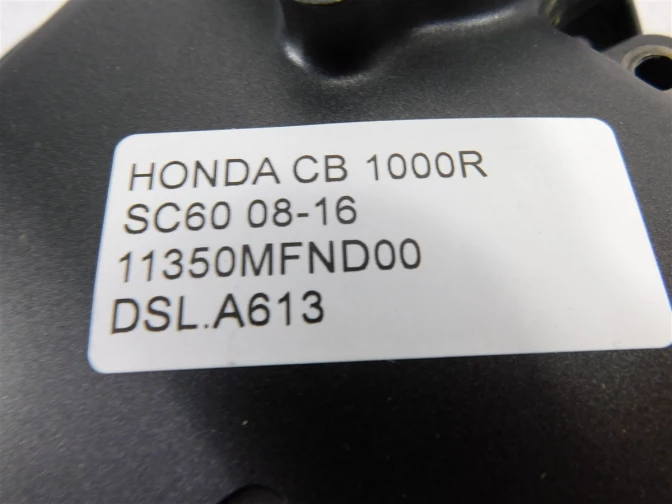 HONDA CB 1000R
SC60 08-16
11350MFND00
DSL.A613